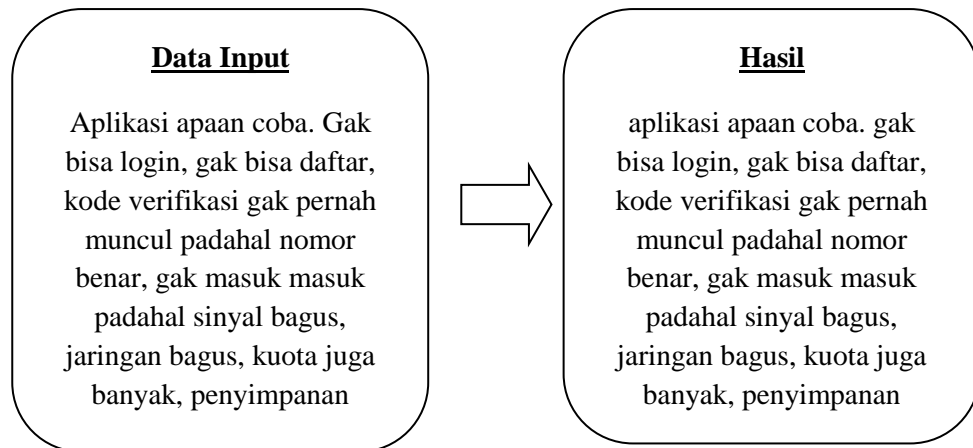 Data Input
Aplikasi apaan coba. Gak
bisa login, gak bisa daftar,
kode verifikasi gak pernah
muncul padahal nomor
benar, gak masuk masuk
padahal sinyal bagus,
jaringan bagus, kuota juga
banyak, penyimpanan
Hasil
aplikasi apaan coba. gak
bisa login, gak bisa daftar,
kode verifikasi gak pernah
muncul padahal nomor
benar, gak masuk masuk
padahal sinyal bagus,
jaringan bagus, kuota juga
banyak, penyimpanan